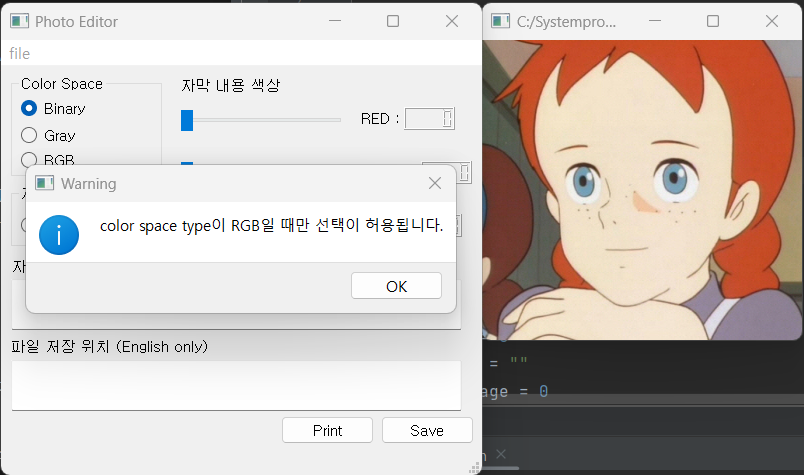 Photo Editor
C:/Systempro...
file
Color Space
자막 내용 색상
Binary
RED :
0
Gray
RGB
0
Warning
color space type이 RGB일 때만 선택이 허용됩니다.
OK
파일 저장 위치 (English only)
= ""
age = 0
Print
Save